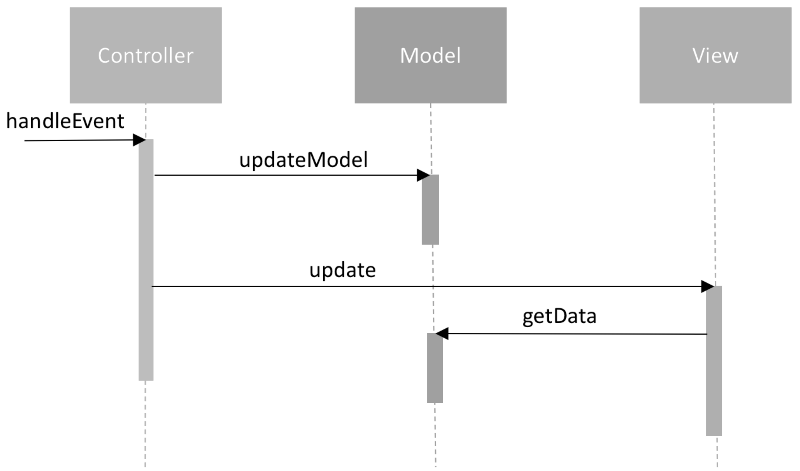 Controller
Model
View
handleEvent
updateModel
update
getData